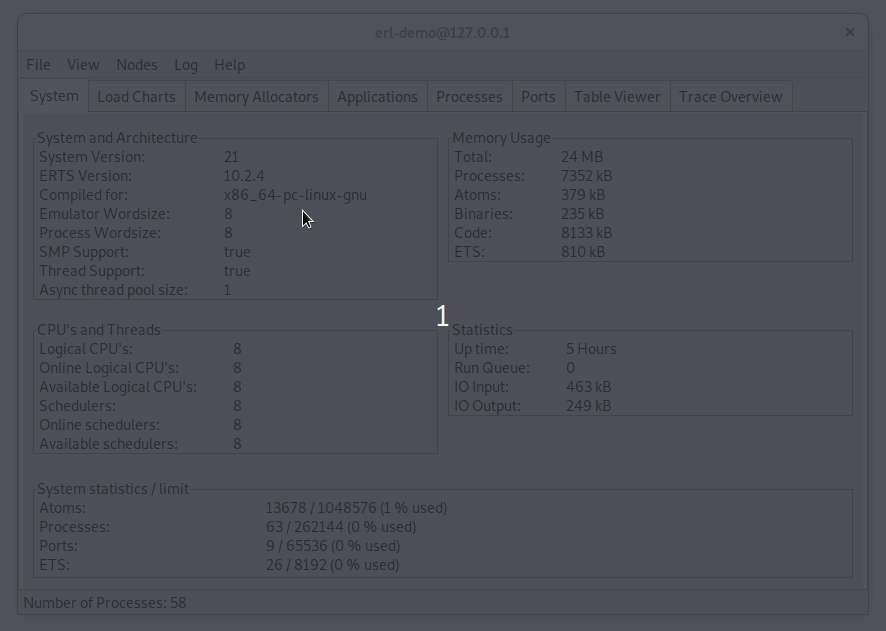 erl-demo@127.0.0.1 ×
File View Nodes Log Help
System Load Charts Memory Allocators Applications Processes Ports Table Viewer Trace Overview
System and Architecture
System Version: 21
ERTS Version: 10.2.4
Compiled for: x86_64-pc-linux-gnu
Emulator Wordsize: 8
Process Wordsize: 8
SMP Support: true
Thread Support: true
Async thread pool size: 1
Memory Usage
Total: 24 MB
Processes: 7352 kB
Atoms: 379 kB
Binaries: 235 kB
Code: 8133 kB
ETS: 810 kB
1
CPU's and Threads
Logical CPU's: 8
Online Logical CPU's: 8
Available Logical CPU's: 8
Schedulers: 8
Online schedulers: 8
Available schedulers: 8
Statistics
Up time: 5 Hours
Run Queue: 0
IO Input: 463 kB
IO Output: 249 kB
System statistics / limit
Atoms: 13678 / 1048576 (1 % used)
Processes: 63 / 262144 (0 % used)
Ports: 9 / 65536 (0 % used)
ETS: 26 / 8192 (0 % used)
Number of Processes: 58